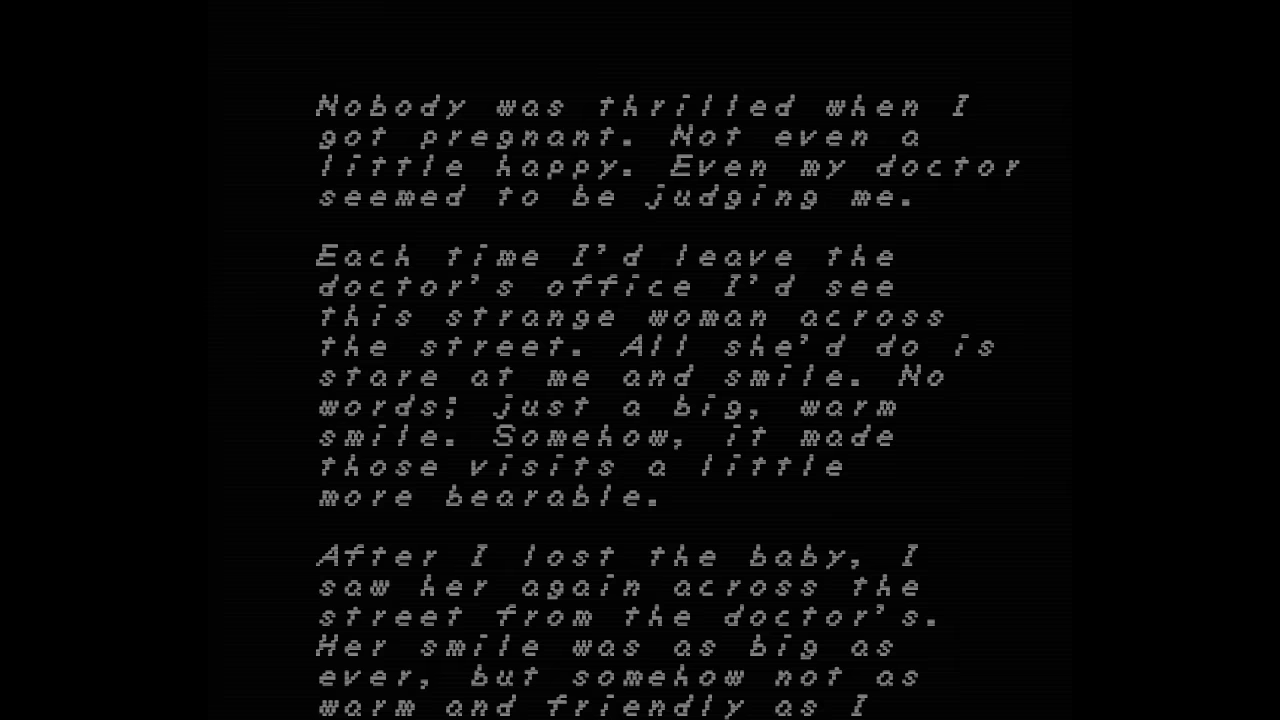 Nobody was thrilled when I
got pregnant. Not even a
little happy. Even my doctor
seemed to be judging me.
Each time I'd leave the
doctor's office I'd see
this strange woman across
the street. All she'd do is
stare at me and smile. No
words; just a big, warm
smile. Somehow, it made
those visits a little
more bearable.
After I lost the baby, I
saw her again across the
street from the doctor's.
Her smile was as big as
ever, but somehow not as
warm and friendly as I